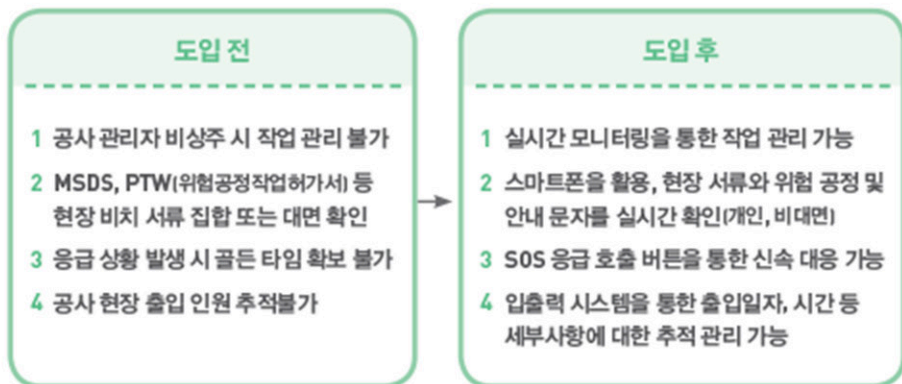 도입 전
1 공사 관리자 비상주 시 작업 관리 불가
2 MSDS, PTW(위험공정작업허가서) 등
현장 비치 서류 집합 또는 대면 확인
3 응급 상황 발생 시 골든 타임 확보 불가
4 공사 현장 출입 인원 추적불가
도입 후
1 실시간 모니터링을 통한 작업 관리 가능
2 스마트폰을 활용, 현장 서류와 위험 공정 및
안내 문자를 실시간 확인(개인, 비대면)
3 SOS 응급 호출 버튼을 통한 신속 대응 가능
4 입출력 시스템을 통한 출입일자, 시간 등
세부사항에 대한 추적 관리 가능